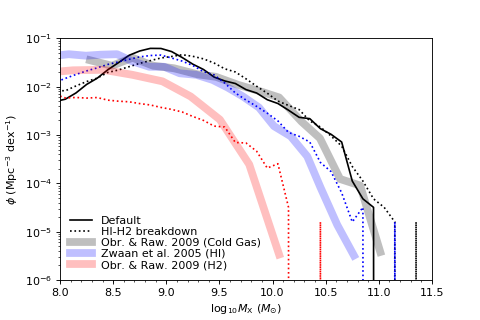 10⁻¹
10⁻²
10⁻³
10⁻⁴
10⁻⁵
10⁻⁶
ϕ (Mpc⁻³ dex⁻¹)
Default
HI-H2 breakdown
Obr. & Raw. 2009 (Cold Gas)
Zwaan et al. 2005 (HI)
Obr. & Raw. 2009 (H2)
8.0 8.5 9.0 9.5 10.0 10.5 11.0 11.5
log₁₀M_X (M_⊙)